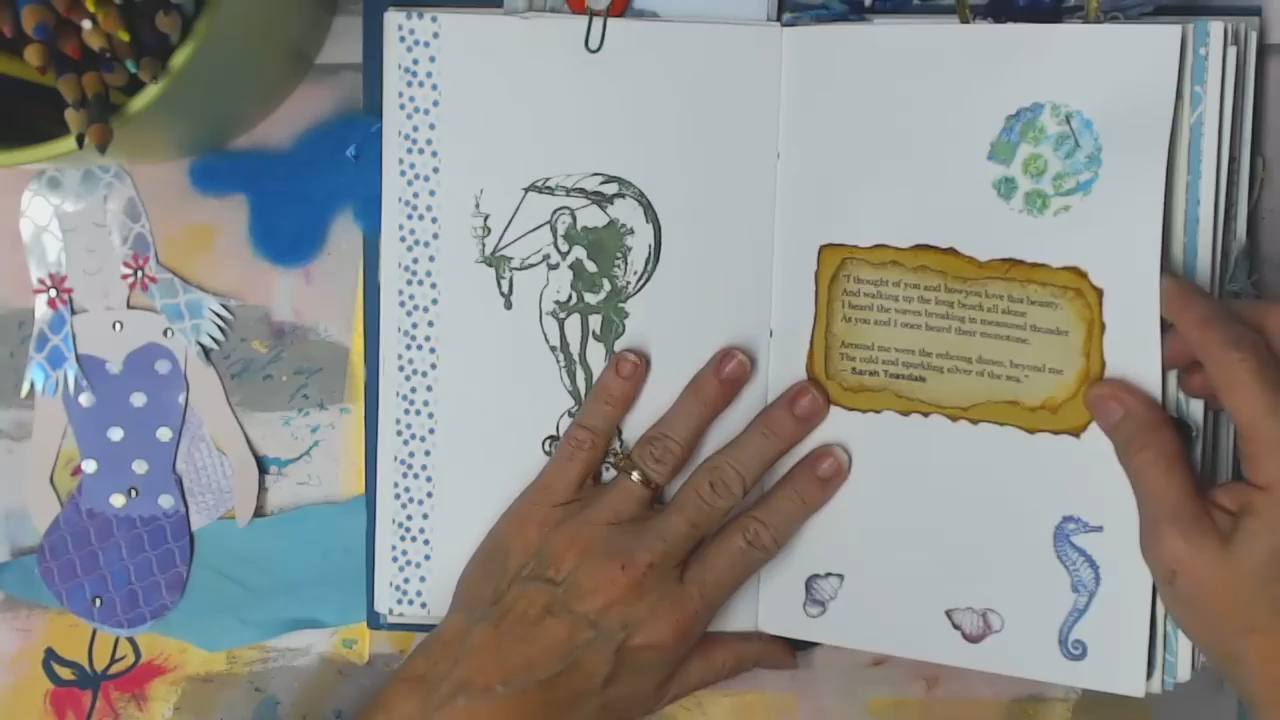 "I thought of you and how you love this beauty,
And walking up the long beach all alone
I heard the waves breaking in measured thunder
As you and I once heard their monotone.
Around me were the echoing dunes, beyond me
The cold and sparkling silver of the sea."
— Sarah Teasdale